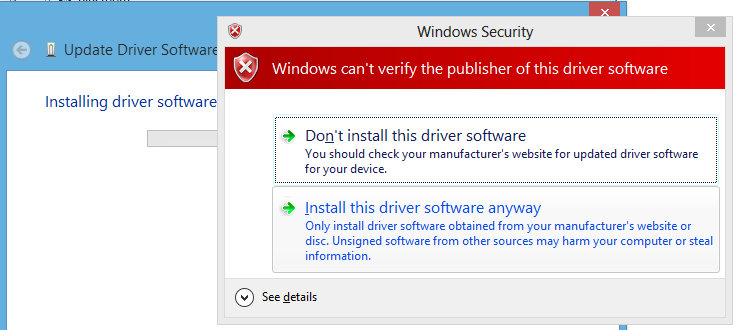 Windows Security
Update Driver Software
Windows can't verify the publisher of this driver software
Installing driver software
Don't install this driver software
You should check your manufacturer's website for updated driver software
for your device.
Install this driver software anyway
Only install driver software obtained from your manufacturer's website or
disc. Unsigned software from other sources may harm your computer or steal
information.
See details